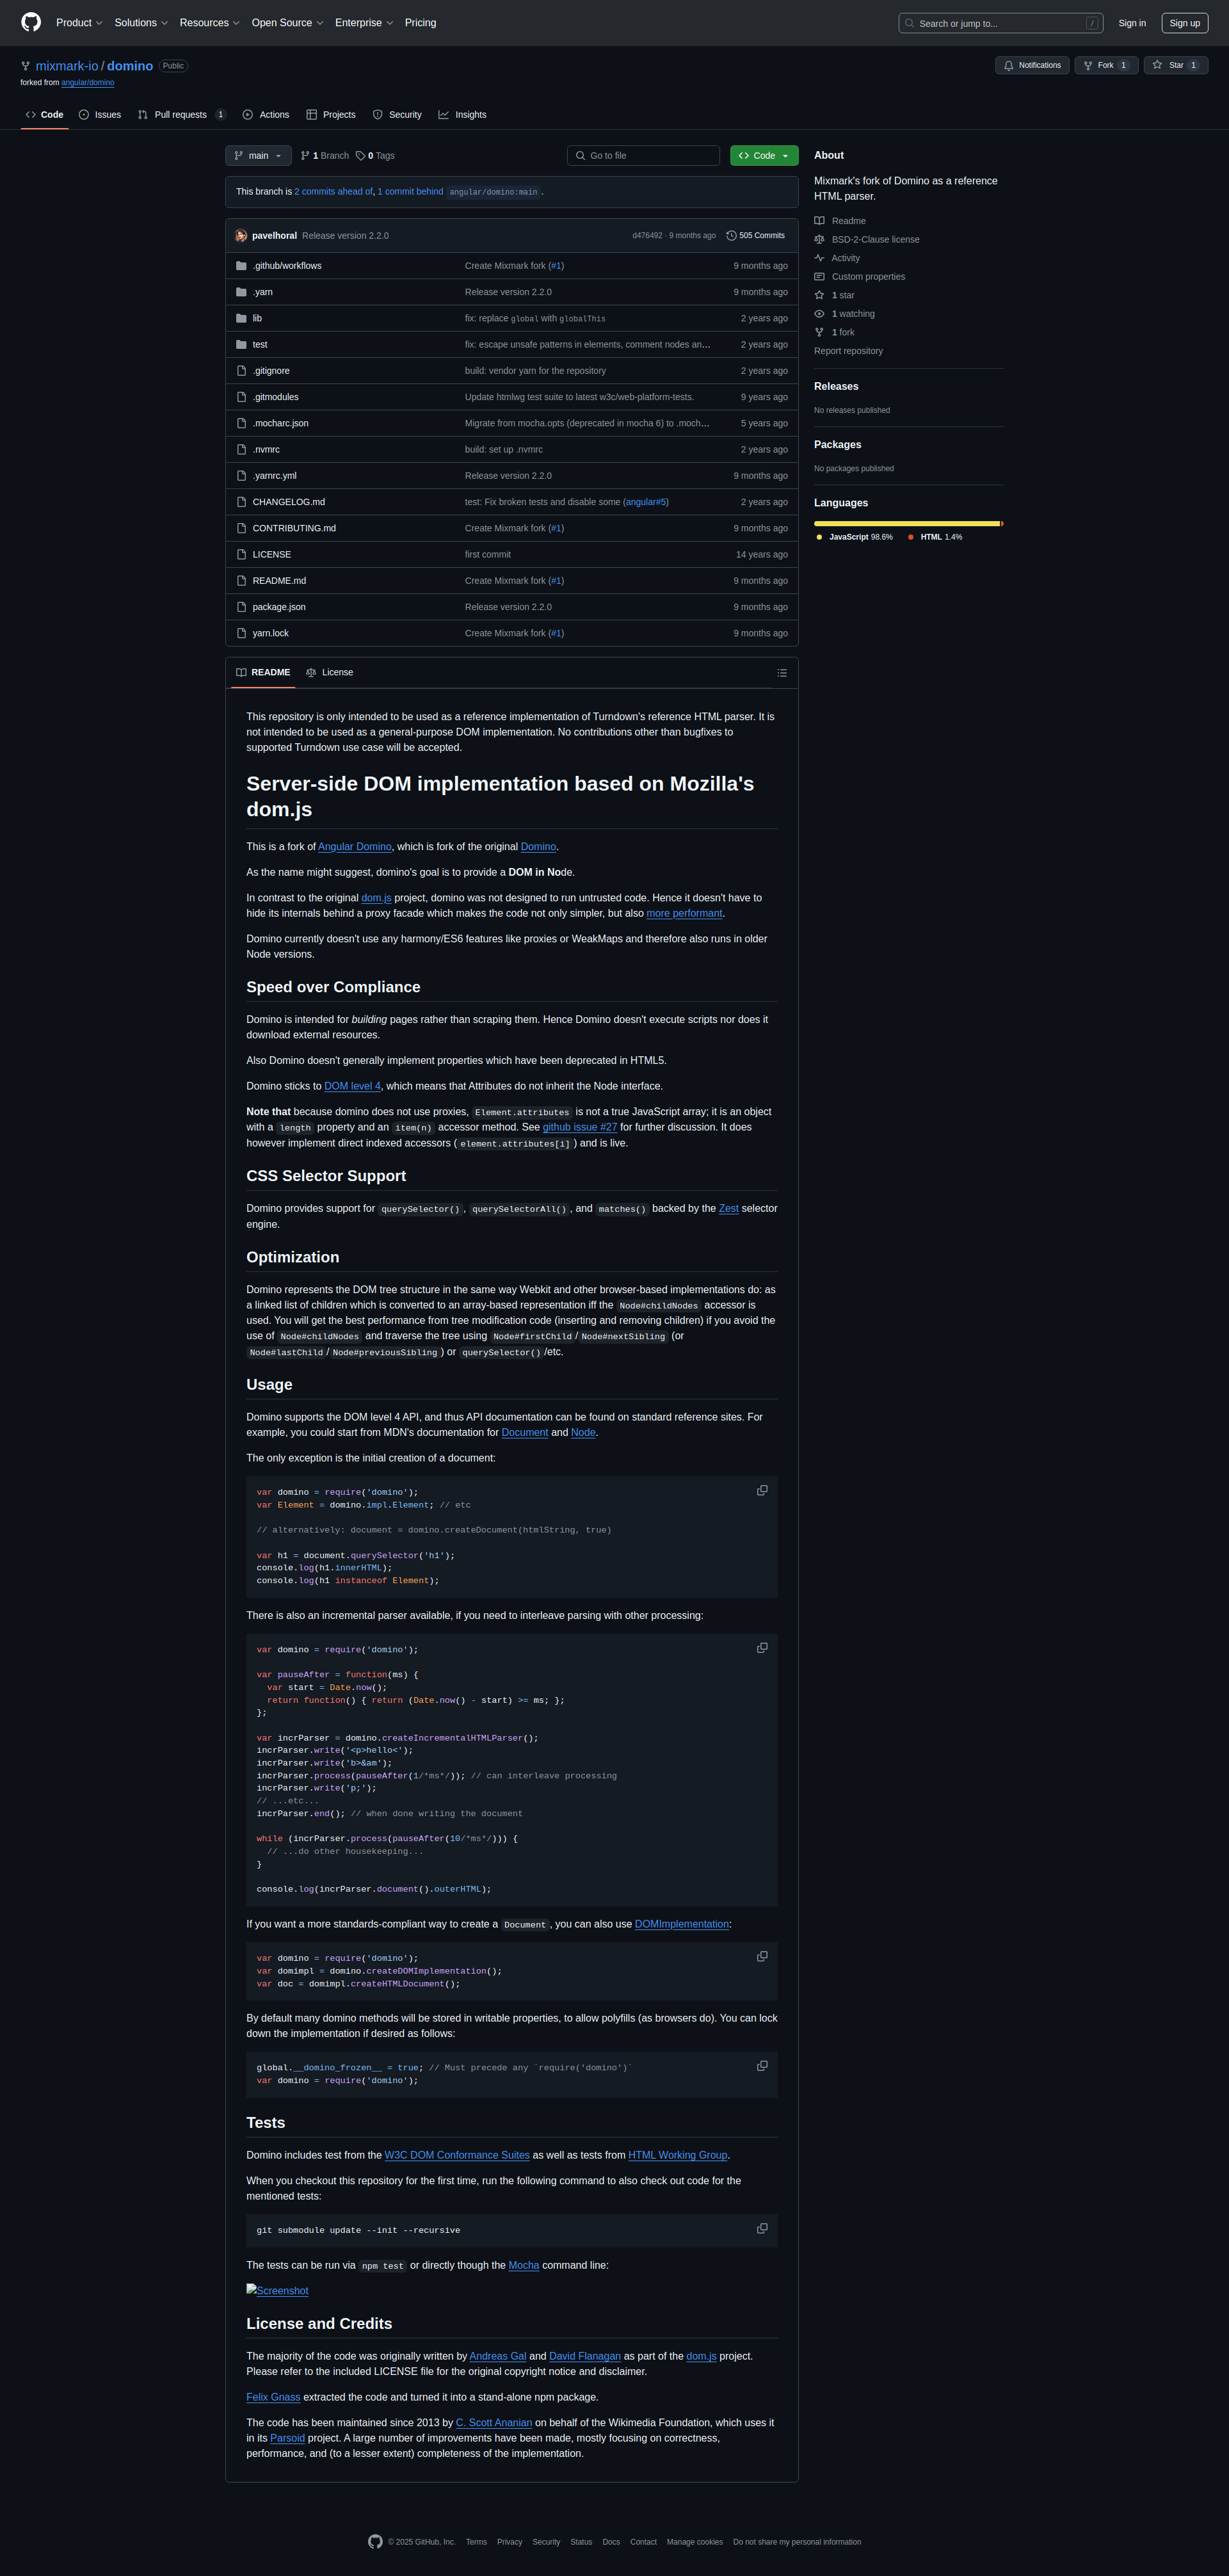 Product Solutions Resources Open Source Enterprise Pricing Search or jump to... / Sign in Sign up
mixmark-io / domino Public Notifications Fork 1 Star 1
forked from angular/domino
Code Issues Pull requests 1 Actions Projects Security Insights
main 1 Branch 0 Tags Go to file Code
This branch is 2 commits ahead of, 1 commit behind angular/domino:main .
pavelhoral Release version 2.2.0 d476492 · 9 months ago 505 Commits
.github/workflows Create Mixmark fork (#1) 9 months ago
.yarn Release version 2.2.0 9 months ago
lib fix: replace global with globalThis 2 years ago
test fix: escape unsafe patterns in elements, comment nodes an... 2 years ago
.gitignore build: vendor yarn for the repository 2 years ago
.gitmodules Update htmlwg test suite to latest w3c/web-platform-tests. 9 years ago
.mocharc.json Migrate from mocha.opts (deprecated in mocha 6) to .moch... 5 years ago
.nvmrc build: set up .nvmrc 2 years ago
.yarnrc.yml Release version 2.2.0 9 months ago
CHANGELOG.md test: Fix broken tests and disable some (angular#5) 2 years ago
CONTRIBUTING.md Create Mixmark fork (#1) 9 months ago
LICENSE first commit 14 years ago
README.md Create Mixmark fork (#1) 9 months ago
package.json Release version 2.2.0 9 months ago
yarn.lock Create Mixmark fork (#1) 9 months ago
About
Mixmark's fork of Domino as a reference
HTML parser.
Readme
BSD-2-Clause license
Activity
Custom properties
1 star
1 watching
1 fork
Report repository
Releases
No releases published
Packages
No packages published
Languages
JavaScript 98.6% HTML 1.4%
README License
This repository is only intended to be used as a reference implementation of Turndown's reference HTML parser. It is
not intended to be used as a general-purpose DOM implementation. No contributions other than bugfixes to
supported Turndown use case will be accepted.
Server-side DOM implementation based on Mozilla's
dom.js
This is a fork of Angular Domino, which is fork of the original Domino.
As the name might suggest, domino's goal is to provide a DOM in Node.
In contrast to the original dom.js project, domino was not designed to run untrusted code. Hence it doesn't have to
hide its internals behind a proxy facade which makes the code not only simpler, but also more performant.
Domino currently doesn't use any harmony/ES6 features like proxies or WeakMaps and therefore also runs in older
Node versions.
Speed over Compliance
Domino is intended for building pages rather than scraping them. Hence Domino doesn't execute scripts nor does it
download external resources.
Also Domino doesn't generally implement properties which have been deprecated in HTML5.
Domino sticks to DOM level 4, which means that Attributes do not inherit the Node interface.
Note that because domino does not use proxies, Element.attributes is not a true JavaScript array; it is an object
with a length property and an item(n) accessor method. See github issue #27 for further discussion. It does
however implement direct indexed accessors ( element.attributes[i] ) and is live.
CSS Selector Support
Domino provides support for querySelector() , querySelectorAll() , and matches() backed by the Zest selector
engine.
Optimization
Domino represents the DOM tree structure in the same way Webkit and other browser-based implementations do: as
a linked list of children which is converted to an array-based representation iff the Node#childNodes accessor is
used. You will get the best performance from tree modification code (inserting and removing children) if you avoid the
use of Node#childNodes and traverse the tree using Node#firstChild / Node#nextSibling (or
Node#lastChild / Node#previousSibling ) or querySelector() /etc.
Usage
Domino supports the DOM level 4 API, and thus API documentation can be found on standard reference sites. For
example, you could start from MDN's documentation for Document and Node.
The only exception is the initial creation of a document:
var domino = require('domino');
var Element = domino.impl.Element; // etc
// alternatively: document = domino.createDocument(htmlString, true)
var h1 = document.querySelector('h1');
console.log(h1.innerHTML);
console.log(h1 instanceof Element);
There is also an incremental parser available, if you need to interleave parsing with other processing:
var domino = require('domino');
var pauseAfter = function(ms) {
var start = Date.now();
return function() { return (Date.now() - start) >= ms; };
};
var incrParser = domino.createIncrementalHTMLParser();
incrParser.write('<p>hello<');
incrParser.write('b>&am');
incrParser.process(pauseAfter(1/*ms*/)); // can interleave processing
incrParser.write('p;');
// ...etc...
incrParser.end(); // when done writing the document
while (incrParser.process(pauseAfter(10/*ms*/))) {
// ...do other housekeeping...
}
console.log(incrParser.document().outerHTML);
If you want a more standards-compliant way to create a Document , you can also use DOMImplementation:
var domino = require('domino');
var domimpl = domino.createDOMImplementation();
var doc = domimpl.createHTMLDocument();
By default many domino methods will be stored in writable properties, to allow polyfills (as browsers do). You can lock
down the implementation if desired as follows:
global.__domino_frozen__ = true; // Must precede any `require('domino')`
var domino = require('domino');
Tests
Domino includes test from the W3C DOM Conformance Suites as well as tests from HTML Working Group.
When you checkout this repository for the first time, run the following command to also check out code for the
mentioned tests:
git submodule update --init --recursive
The tests can be run via npm test or directly though the Mocha command line:
Screenshot
License and Credits
The majority of the code was originally written by Andreas Gal and David Flanagan as part of the dom.js project.
Please refer to the included LICENSE file for the original copyright notice and disclaimer.
Felix Gnass extracted the code and turned it into a stand-alone npm package.
The code has been maintained since 2013 by C. Scott Ananian on behalf of the Wikimedia Foundation, which uses it
in its Parsoid project. A large number of improvements have been made, mostly focusing on correctness,
performance, and (to a lesser extent) completeness of the implementation.
© 2025 GitHub, Inc. Terms Privacy Security Status Docs Contact Manage cookies Do not share my personal information